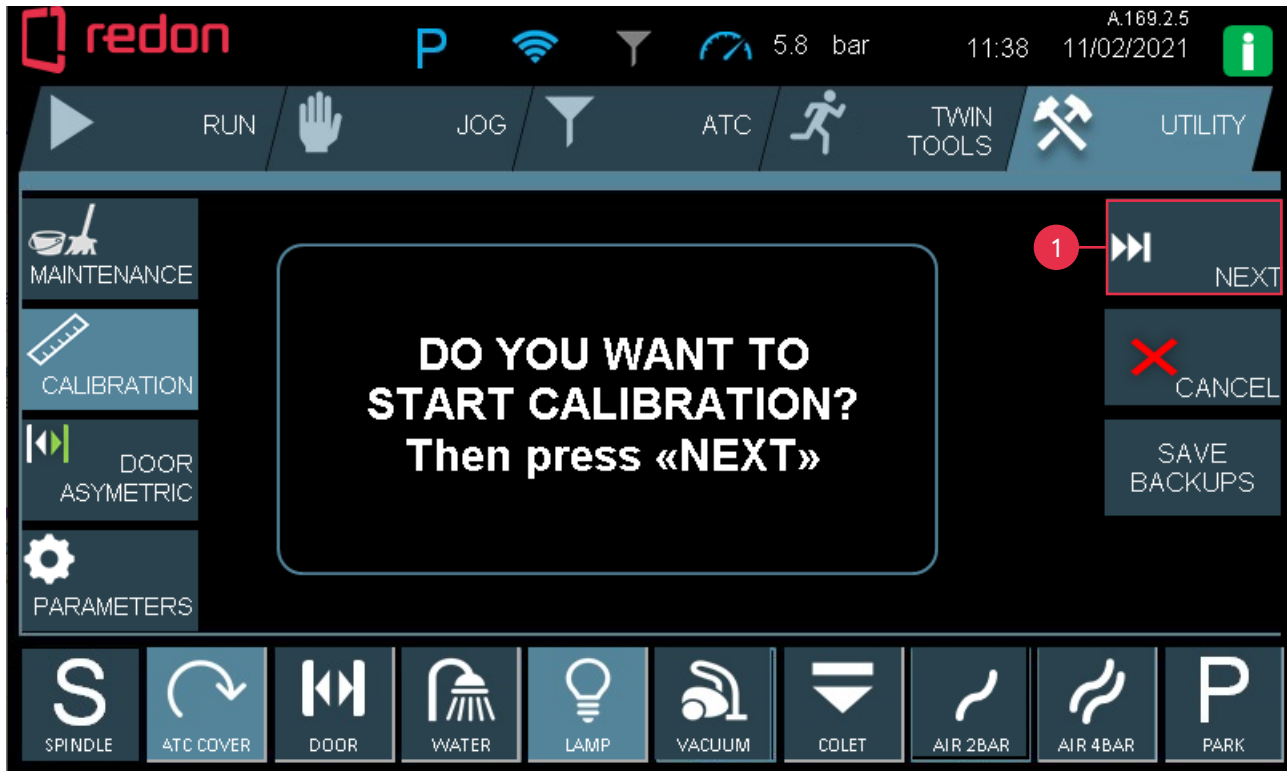 redon
P
5.8 bar
11:38
A.169.2.5
11/02/2021
i
RUN
JOG
ATC
TWIN
TOOLS
UTILITY
MAINTENANCE
CALIBRATION
DOOR
ASYMETRIC
PARAMETERS
DO YOU WANT TO
START CALIBRATION?
Then press «NEXT»
1
NEXT
CANCEL
SAVE
BACKUPS
S
SPINDLE
ATC COVER
DOOR
WATER
LAMP
VACUUM
COLET
AIR 2BAR
AIR 4BAR
P
PARK